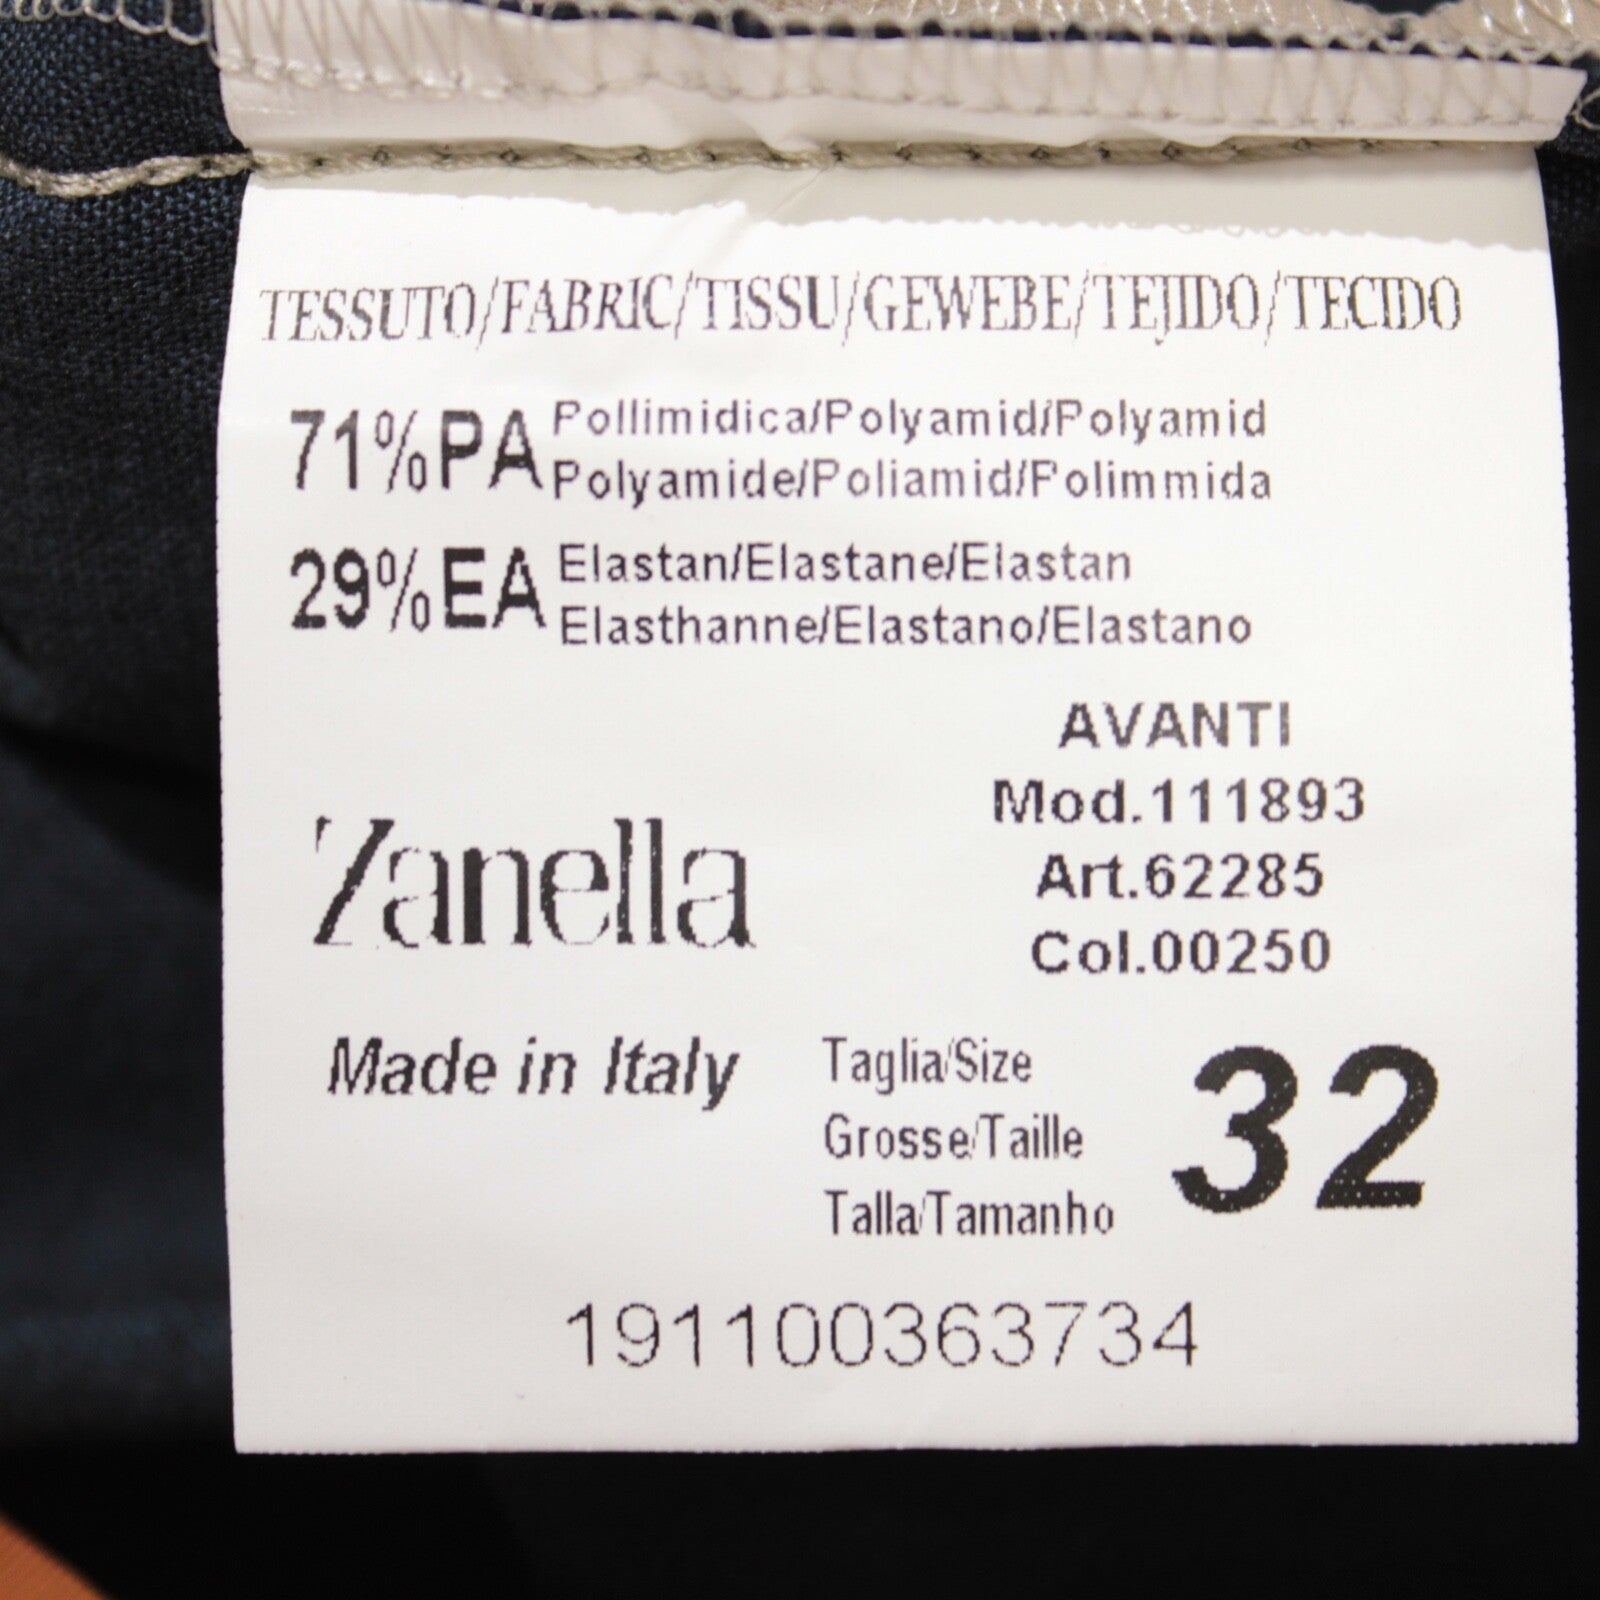 TESSUTO/FABRIC/TISSU/GEWEBE/TEJIDO/TECIDO
71%PA Pollimidica/Polyamid/Polyamid
Polyamide/Poliamid/Polimmida
29%EA Elastan/Elastane/Elastan
Elasthanne/Elastano/Elastano
AVANTI
Mod.111893
Art.62285
Col.00250
Zanella
Made in Italy
Taglia/Size
Grosse/Taille
Talla/Tamanho
32
191100363734